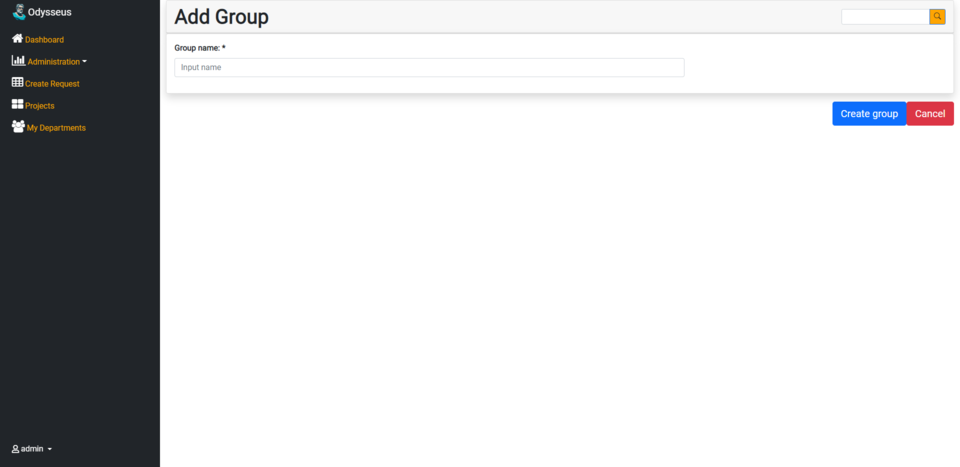 Odysseus
Dashboard
Administration
Create Request
Projects
My Departments
admin
Add Group
Group name: *
Input name
Create group
Cancel